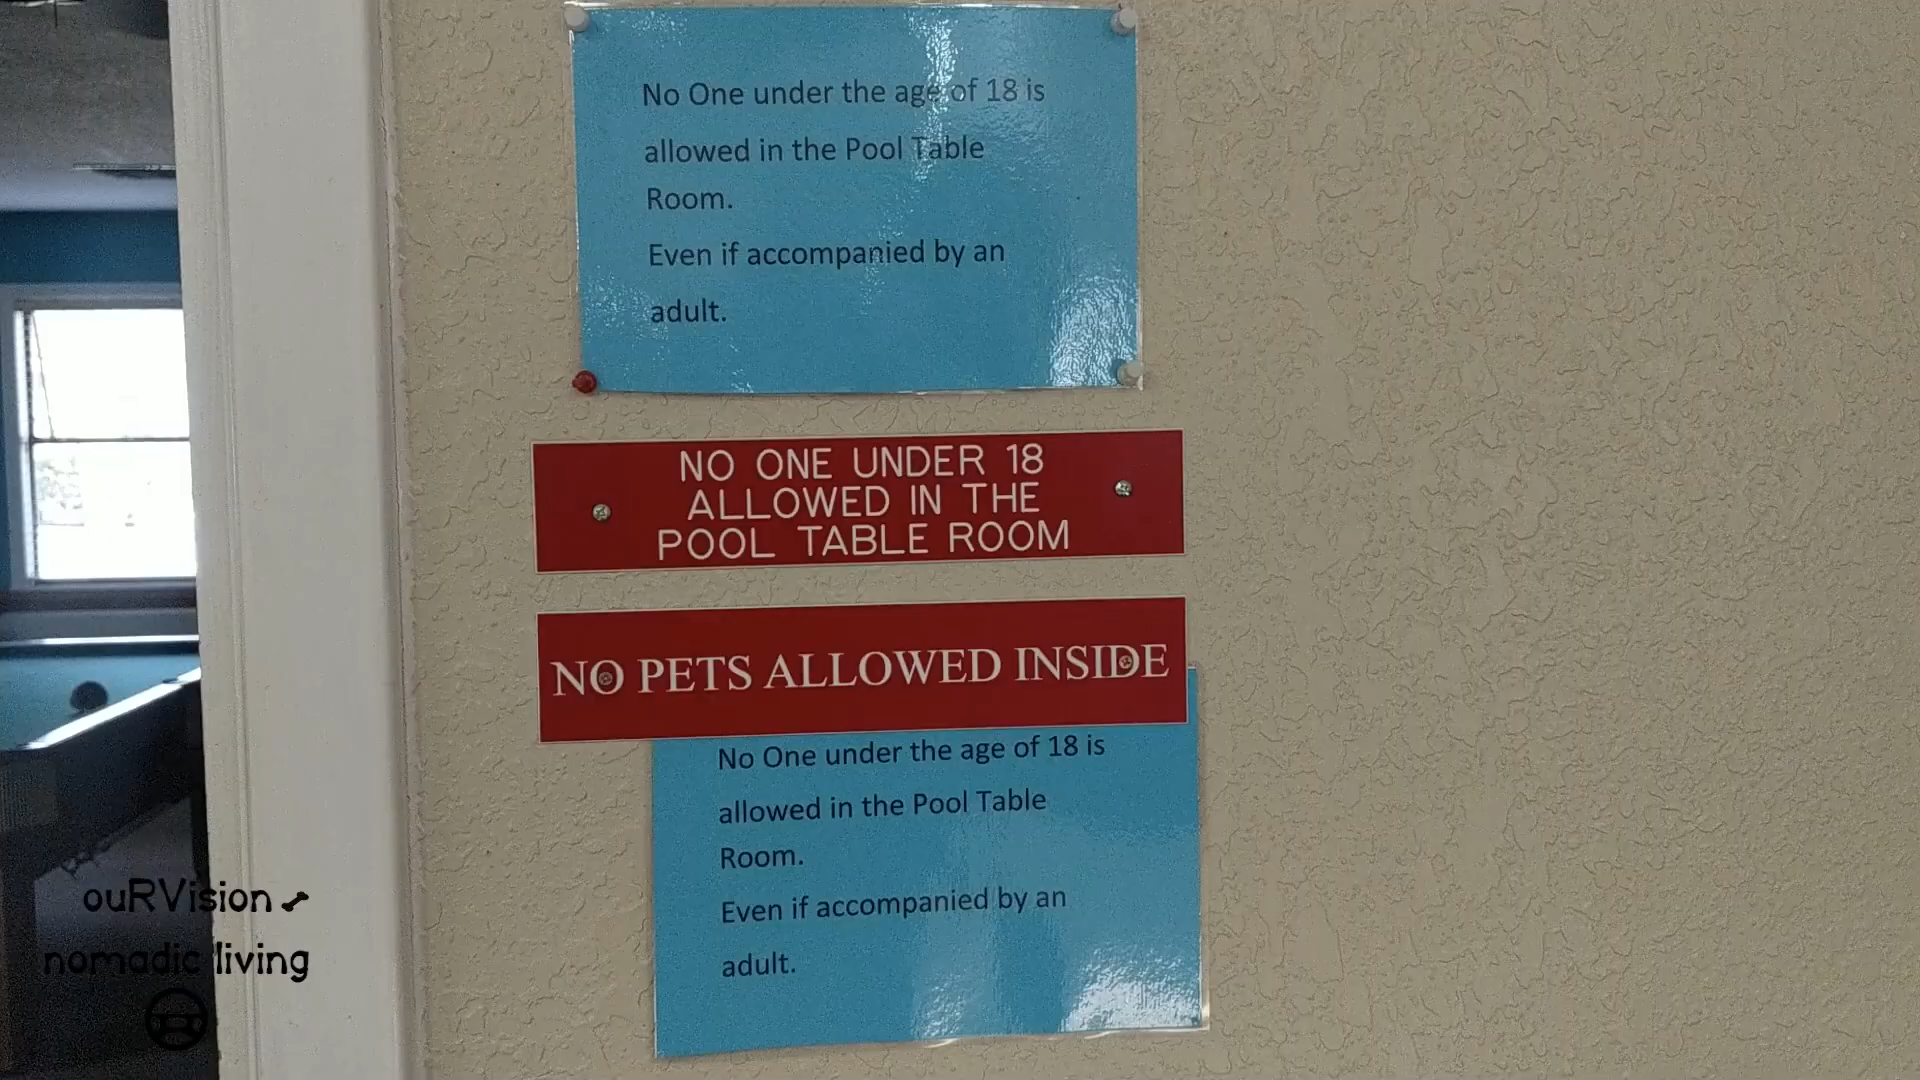 No One under the age of 18 is
allowed in the Pool Table
Room.
Even if accompanied by an
adult.
NO ONE UNDER 18
ALLOWED IN THE
POOL TABLE ROOM
NO PETS ALLOWED INSIDE
No One under the age of 18 is
allowed in the Pool Table
Room.
Even if accompanied by an
adult.
ouRVision
nomadic living